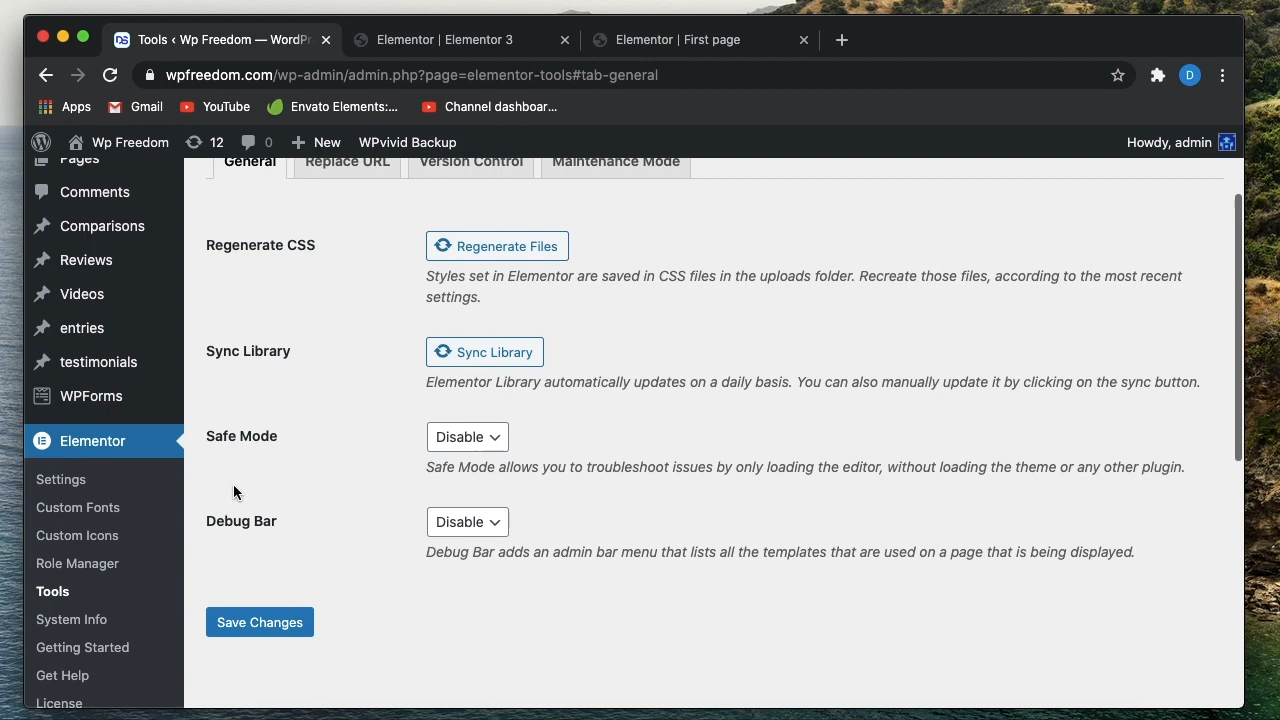 Tools ‹ Wp Freedom — WordPr
Elementor | Elementor 3
Elementor | First page
wpfreedom.com/wp-admin/admin.php?page=elementor-tools#tab-general
D
Apps
Gmail
YouTube
Envato Elements:...
Channel dashboar...
Wp Freedom
12
0
New
WPvivid Backup
Howdy, admin
Pages
Comments
Comparisons
Reviews
Videos
entries
testimonials
WPForms
Elementor
Settings
Custom Fonts
Custom Icons
Role Manager
Tools
System Info
Getting Started
Get Help
License
General
Replace URL
Version Control
Maintenance Mode
Regenerate CSS
Regenerate Files
Styles set in Elementor are saved in CSS files in the uploads folder. Recreate those files, according to the most recent
settings.
Sync Library
Sync Library
Elementor Library automatically updates on a daily basis. You can also manually update it by clicking on the sync button.
Safe Mode
Disable
Safe Mode allows you to troubleshoot issues by only loading the editor, without loading the theme or any other plugin.
Debug Bar
Disable
Debug Bar adds an admin bar menu that lists all the templates that are used on a page that is being displayed.
Save Changes